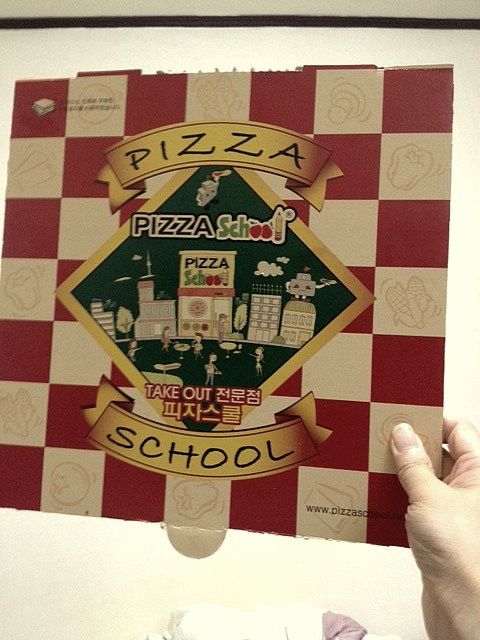 PIZZA
PIZZA School
PIZZA
School
TAKE OUT 전문점
피자스쿨
SCHOOL
www.pizzaschool.ne